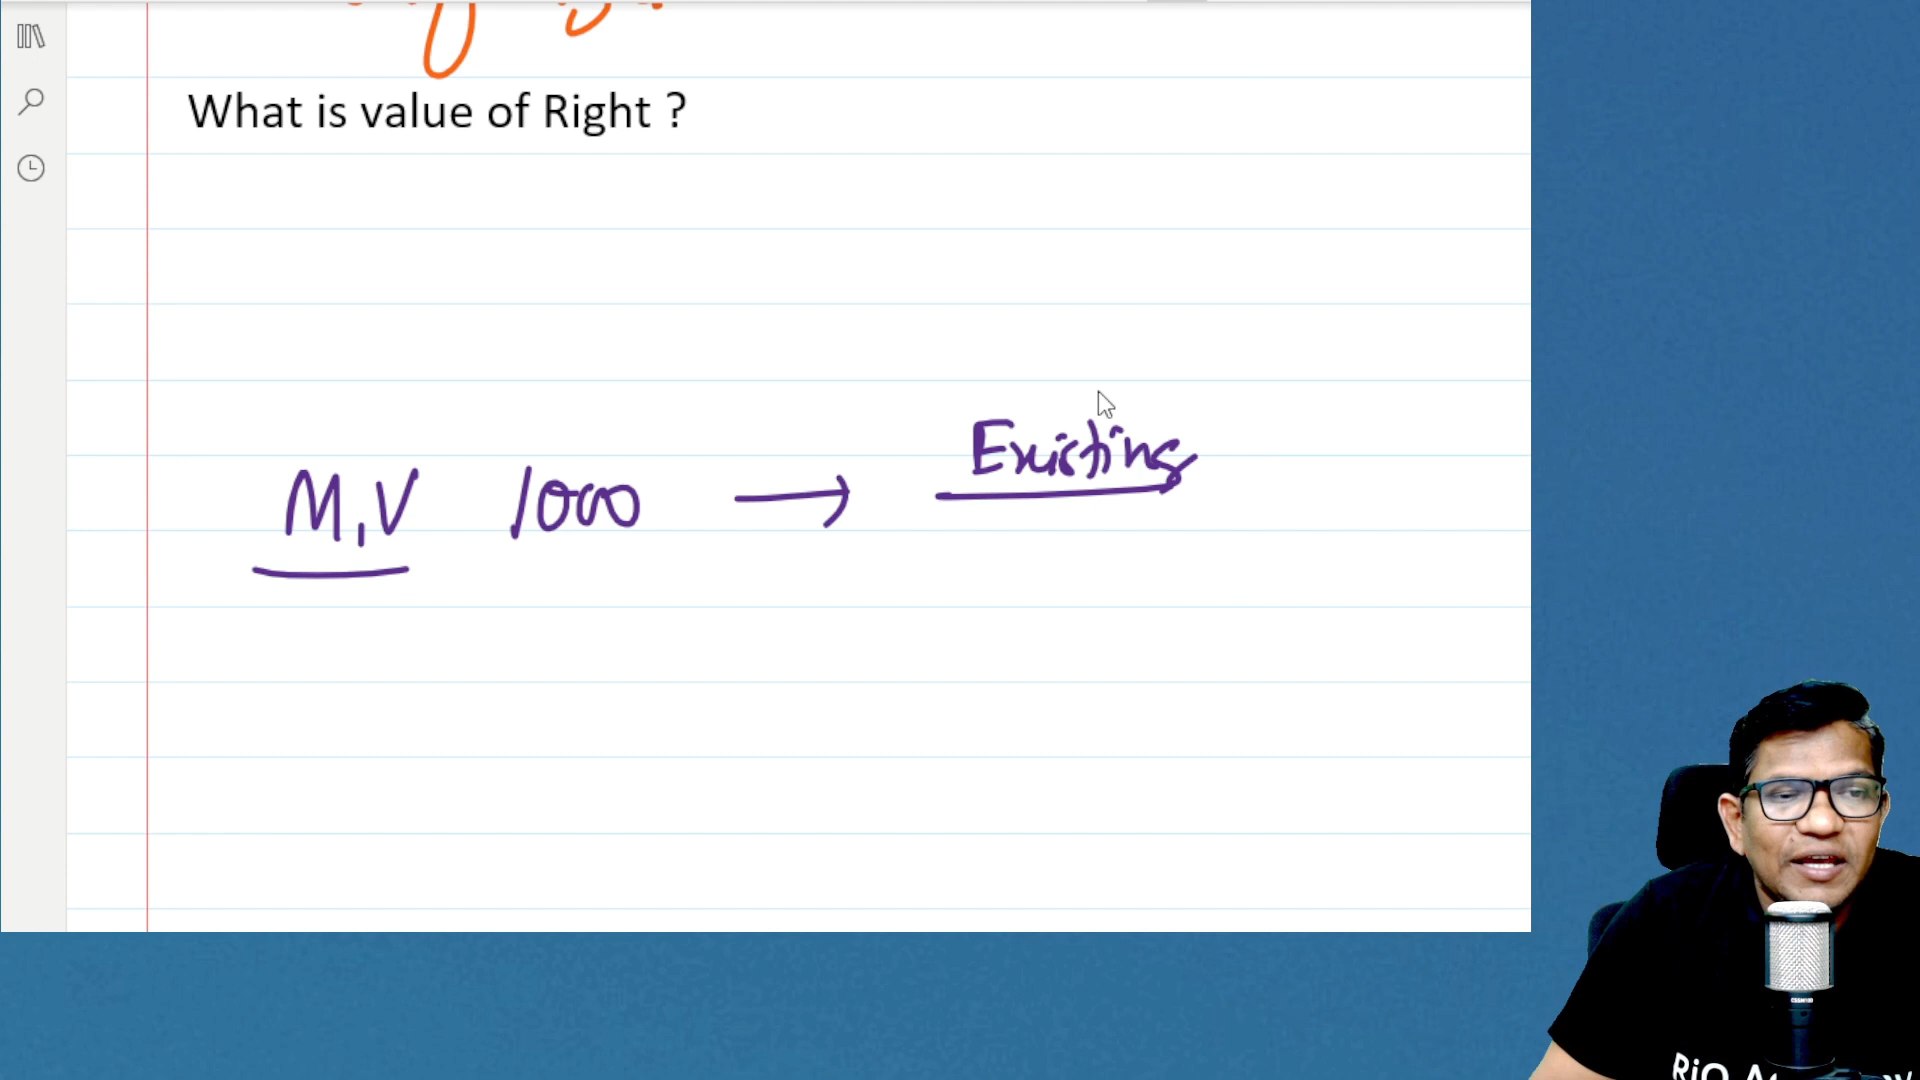 What is value of Right ?
Existing
M.V 1000 →